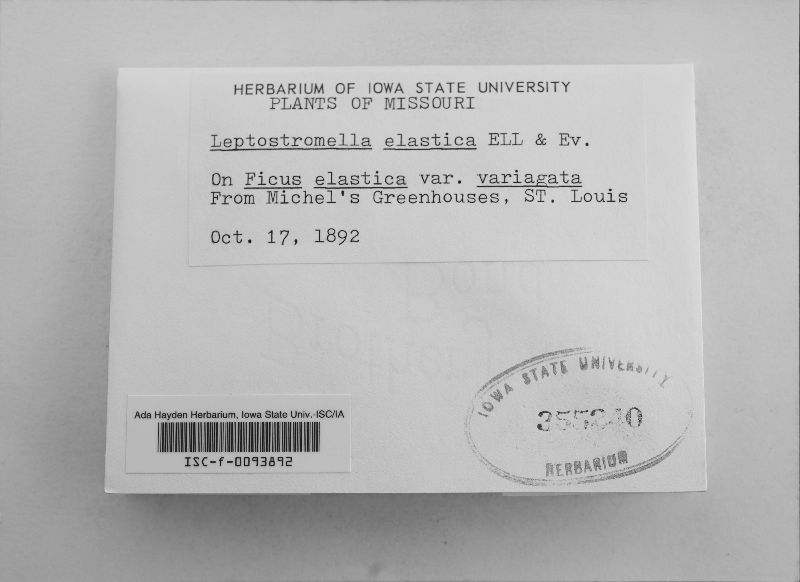 HERBARIUM OF IOWA STATE UNIVERSITY
PLANTS OF MISSOURI
Leptostromella elastica ELL & Ev.
On Ficus elastica var. variagata
From Michel's Greenhouses, ST. Louis
Oct. 17, 1892
Ada Hayden Herbarium, Iowa State Univ.-ISC/IA
ISC-f-0093892
IOWA STATE UNIVERSITY
HERBARIUM